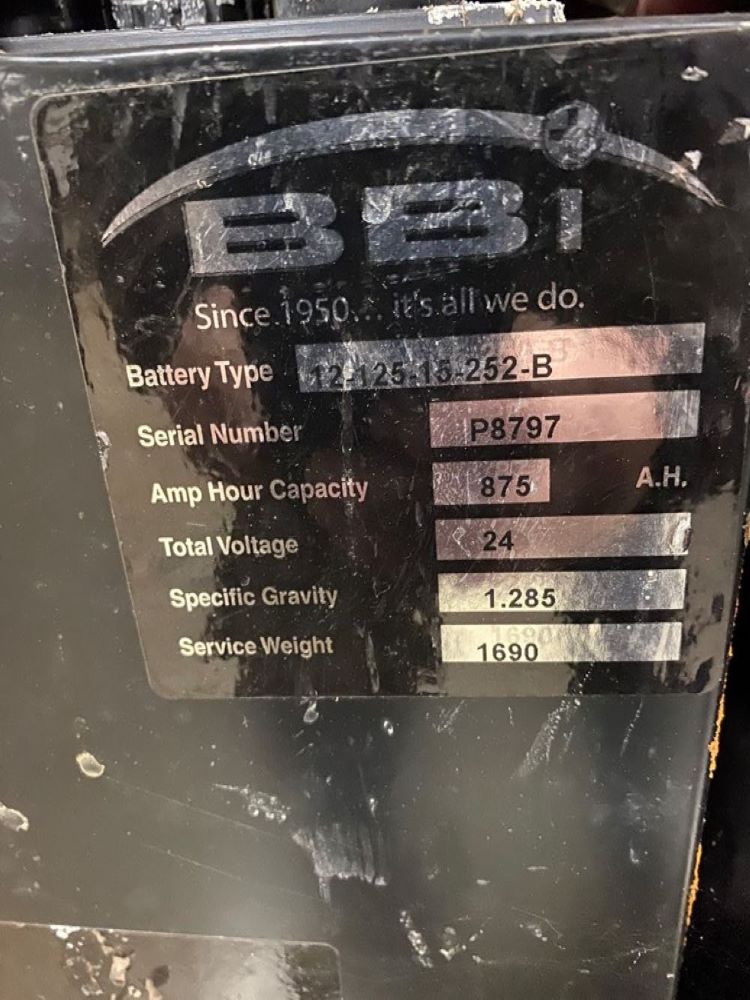 BBI
Since 1950... it's all we do.
Battery Type 12-125-15-252-B
Serial Number P8797
Amp Hour Capacity 875 A.H.
Total Voltage 24
Specific Gravity 1.285
Service Weight 1690